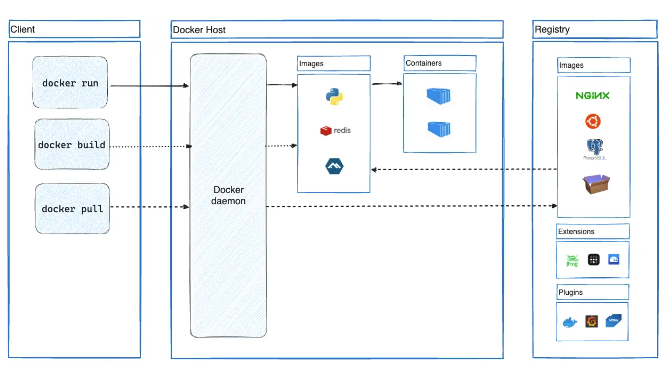 Client
Docker Host
Registry
docker run
docker build
docker pull
Docker
daemon
Images
redis
Containers
Images
NGINX
PostgreSQL
Extensions
Plugins